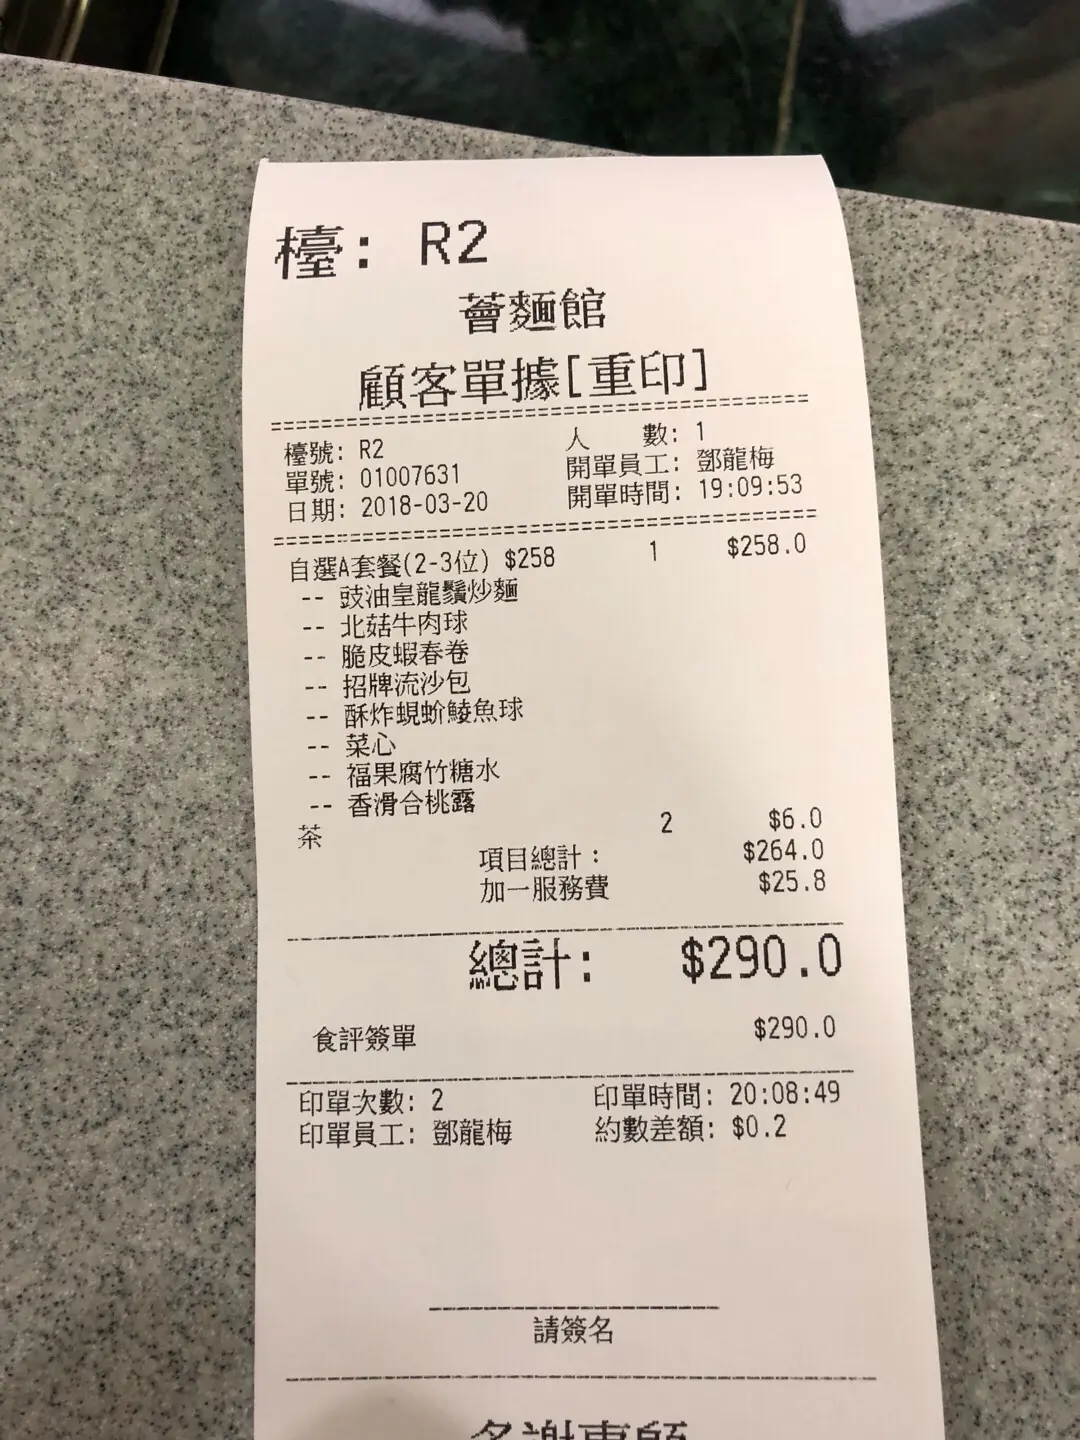 檯: R2
薈麵館
顧客單據[重印]
檯號: R2 人 數: 1
單號: 01007631 開單員工: 鄧龍梅
日期: 2018-03-20 開單時間: 19:09:53
自選A套餐(2-3位) $258 1 $258.0
-- 豉油皇龍鬚炒麵
-- 北菇牛肉球
-- 脆皮蝦春卷
-- 招牌流沙包
-- 酥炸蜆蚧鯪魚球
-- 菜心
-- 福果腐竹糖水
-- 香滑合桃露
茶 2 $6.0
項目總計: $264.0
加一服務費 $25.8
總計: $290.0
食評簽單 $290.0
印單次數: 2 印單時間: 20:08:49
印單員工: 鄧龍梅 約數差額: $0.2
請簽名
多謝惠顧